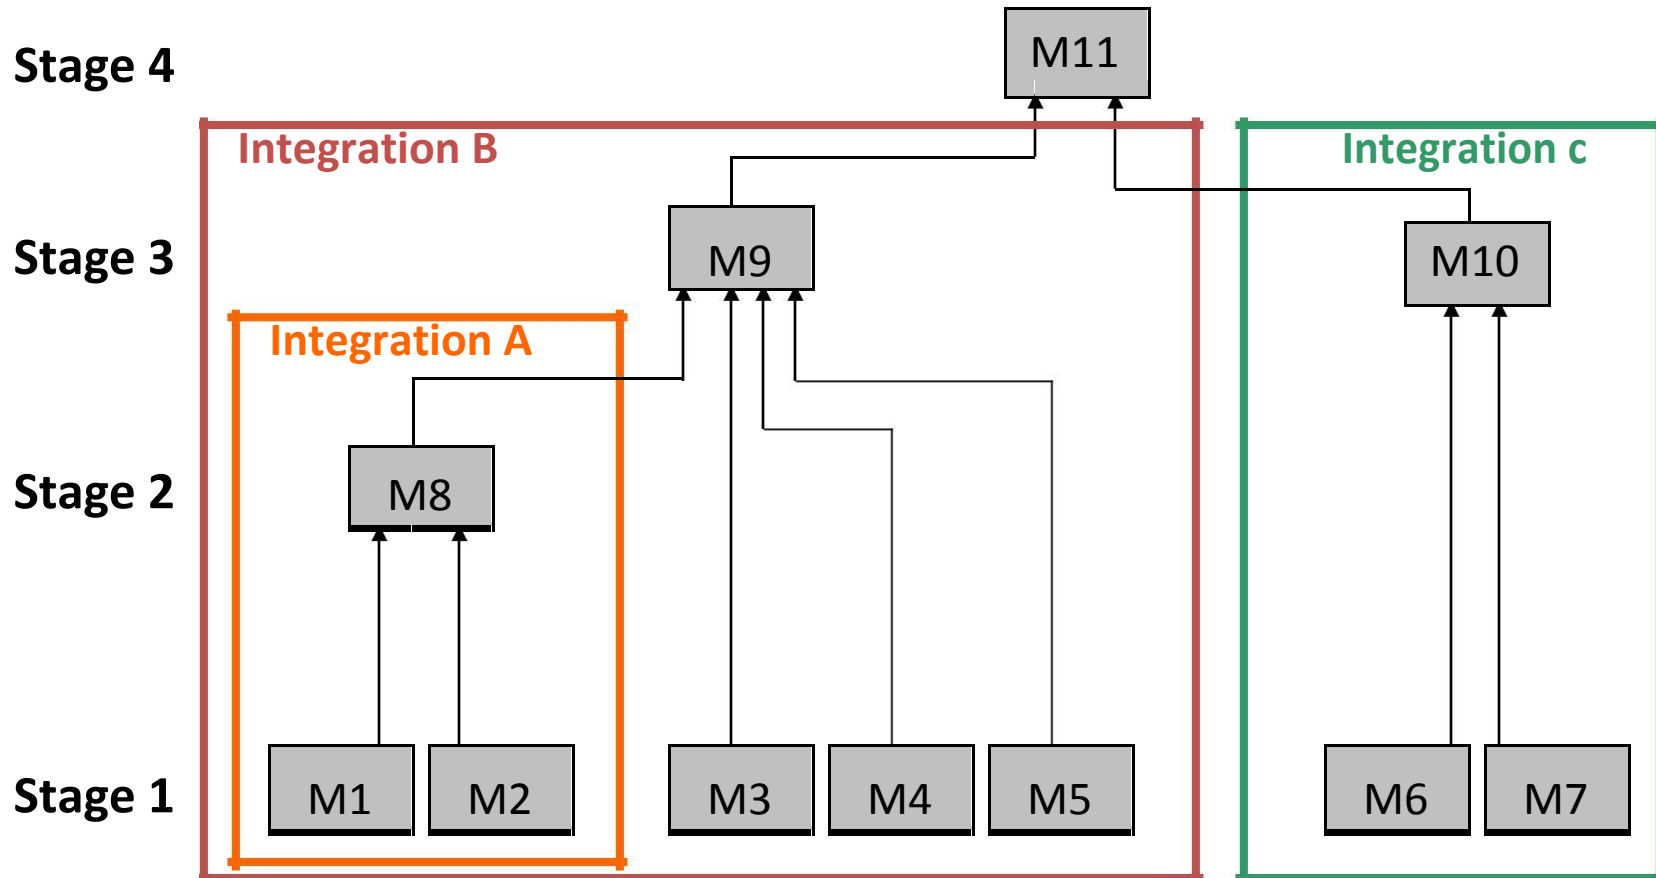 Stage 4
M11
Integration B
Integration c
Stage 3
M9
M10
Integration A
Stage 2
M8
Stage 1
M1
M2
M3
M4
M5
M6
M7